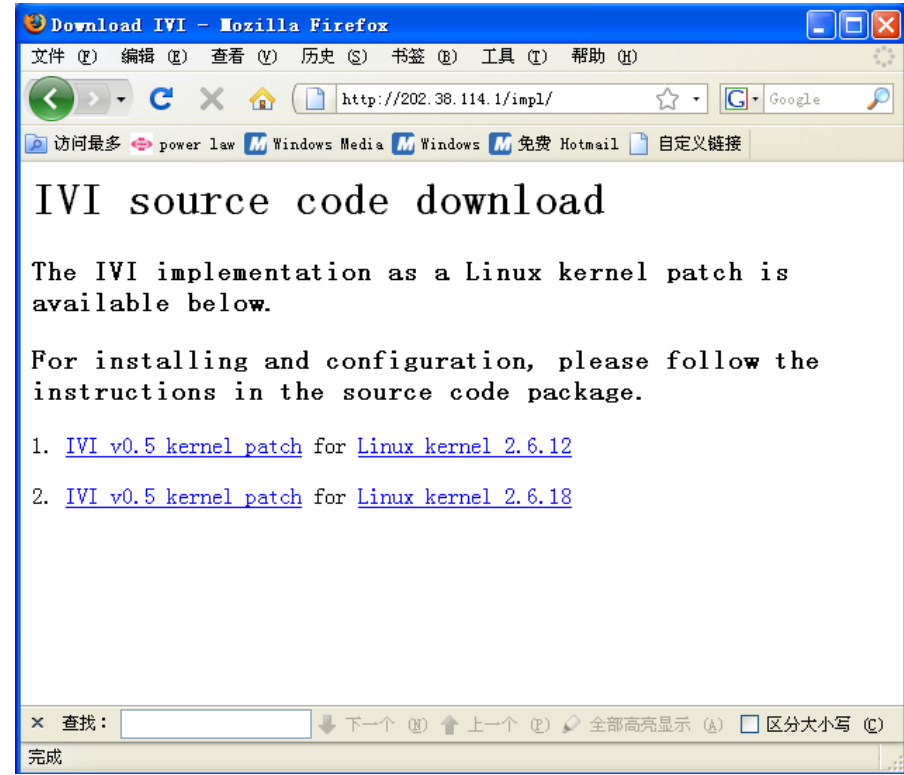 Download IVI - Mozilla Firefox
文件 (F) 编辑 (E) 查看 (V) 历史 (S) 书签 (B) 工具 (T) 帮助 (H)
http://202.38.114.1/impl/ G Google
访问最多 power law Windows Media Windows 免费 Hotmail 自定义链接
IVI source code download
The IVI implementation as a Linux kernel patch is
available below.
For installing and configuration, please follow the
instructions in the source code package.
1. IVI v0.5 kernel patch for Linux kernel 2.6.12
2. IVI v0.5 kernel patch for Linux kernel 2.6.18
× 查找: 下一个 (N) 上一个 (P) 全部高亮显示 (A) 区分大小写 (C)
完成